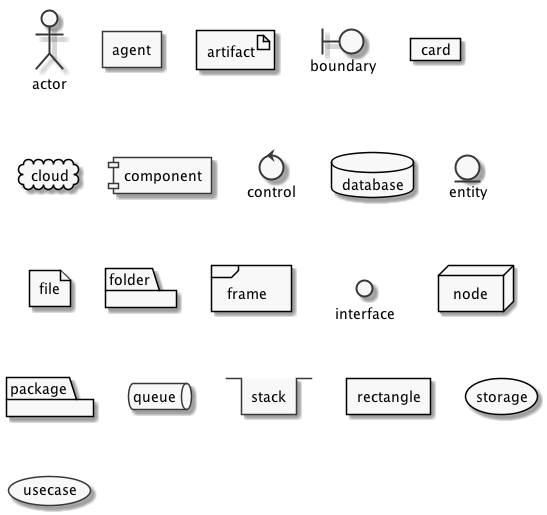 actor
agent
artifact
boundary
card
cloud
component
control
database
entity
file
folder
frame
interface
node
package
queue
stack
rectangle
storage
usecase